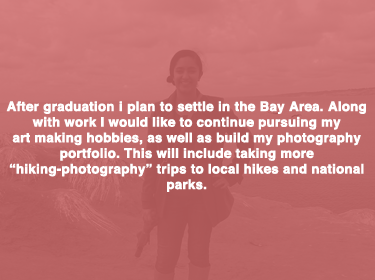 After graduation i plan to settle in the Bay Area. Along
with work I would like to continue pursuing my
art making hobbies, as well as build my photography
portfolio. This will include taking more
“hiking-photography” trips to local hikes and national
parks.